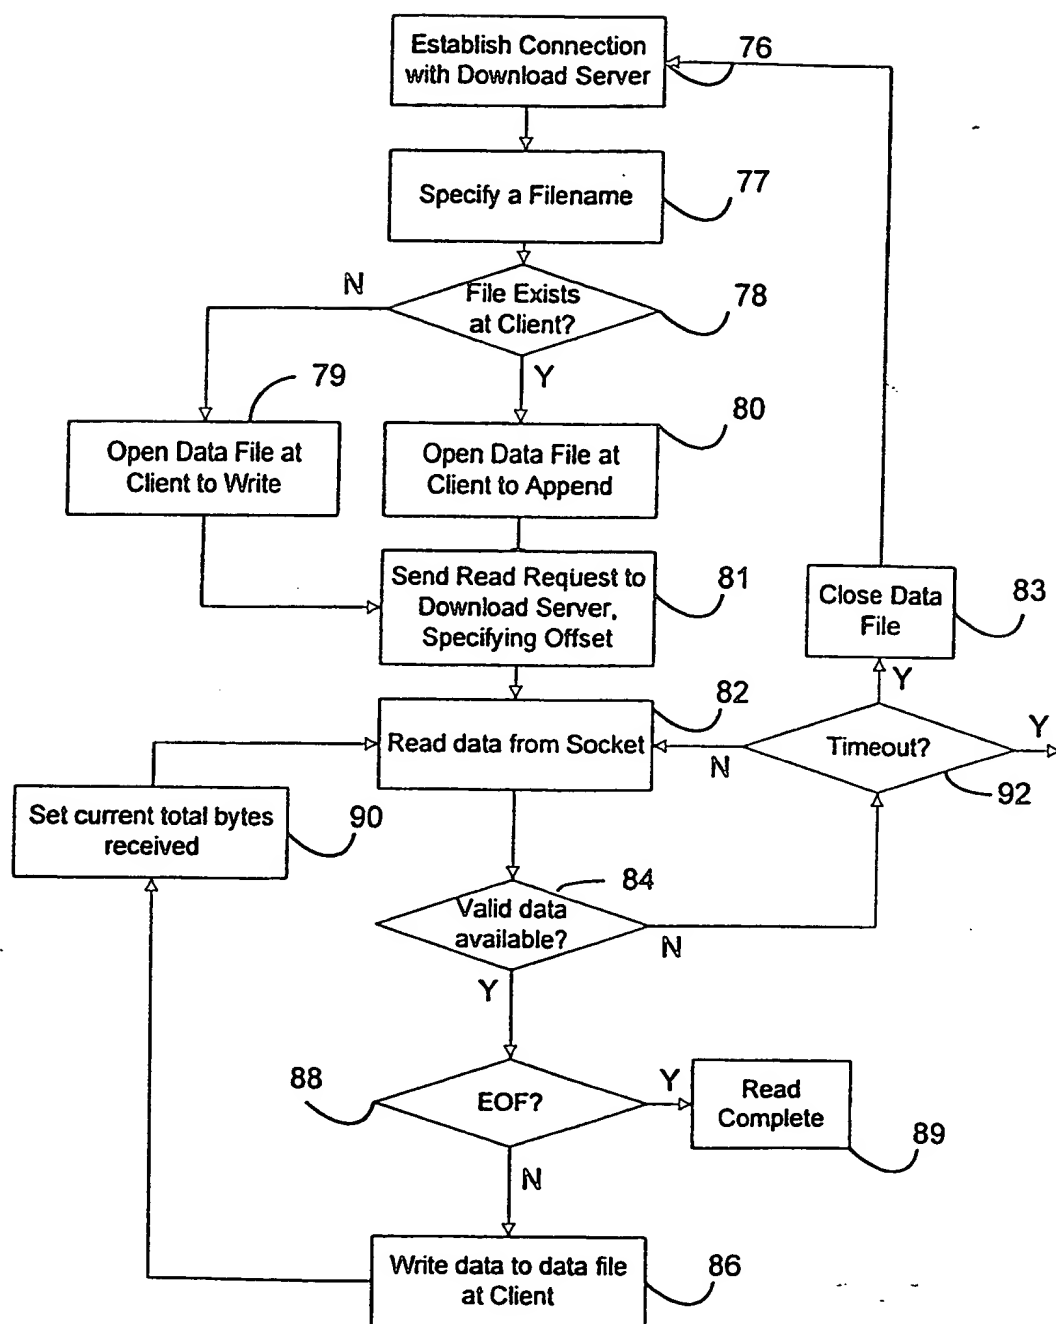 Establish Connection
with Download Server
76
Specify a Filename
77
File Exists
at Client?
78
N
Y
79
Open Data File at
Client to Write
80
Open Data File at
Client to Append
Send Read Request to
Download Server,
Specifying Offset
81
Close Data
File
83
Y
82
Read data from Socket
N
Timeout?
Y
92
Set current total bytes
received
90
84
Valid data
available?
N
Y
88
EOF?
Y
Read
Complete
89
N
Write data to data file
at Client
86